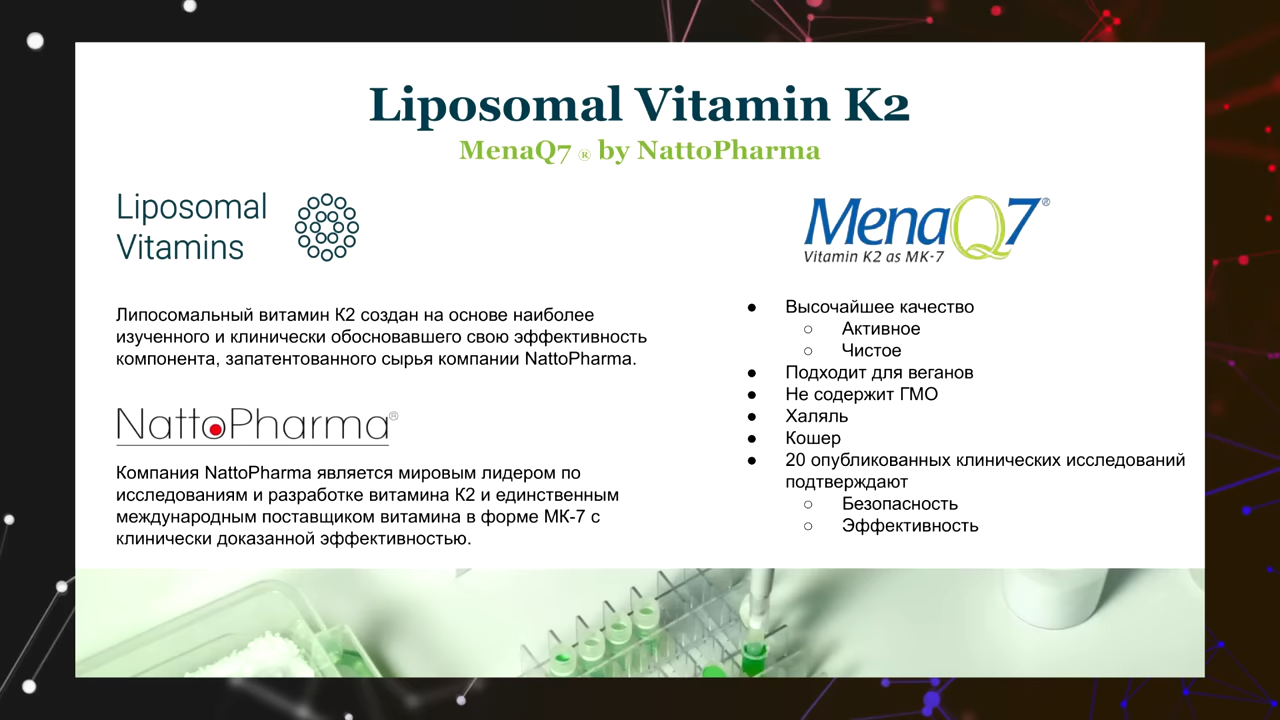 Liposomal Vitamin K2
MenaQ7 ® by NattoPharma
Liposomal
Vitamins
Липосомальный витамин К2 создан на основе наиболее
изученного и клинически обосновавшего свою эффективность
компонента, запатентованного сырья компании NattoPharma.
NattoPharma®
Компания NattoPharma является мировым лидером по
исследованиям и разработке витамина К2 и единственным
международным поставщиком витамина в форме МК-7 с
клинически доказанной эффективностью.
MenaQ7®
Vitamin K2 as MK-7
● Высочайшее качество
○ Активное
○ Чистое
● Подходит для веганов
● Не содержит ГМО
● Халяль
● Кошер
● 20 опубликованных клинических исследований
подтверждают
○ Безопасность
○ Эффективность